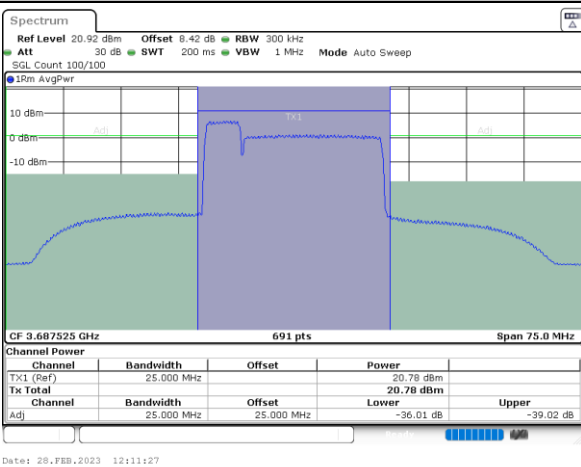 Spectrum
Ref Level 20.92 dBm Offset 8.42 dB RBW 300 kHz
Att 30 dB SWT 200 ms VBW 1 MHz Mode Auto Sweep
SGL Count 100/100
1Rm AvgPwr
10 dBm
TX1
Adj
Adj
0 dBm
-10 dBm
CF 3.687525 GHz 691 pts Span 75.0 MHz
Channel Power
Channel Bandwidth Offset Power
TX1 (Ref) 25.000 MHz 20.78 dBm
Tx Total 20.78 dBm
Channel Bandwidth Offset Lower Upper
Adj 25.000 MHz 25.000 MHz -36.01 dB -39.02 dB
Ready
Date: 28.FEB.2023 12:11:27